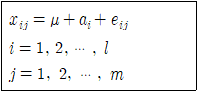 x_{ij} = μ + a_i + e_{ij}
i = 1, 2, ⋯ , l
j = 1, 2, ⋯ , m